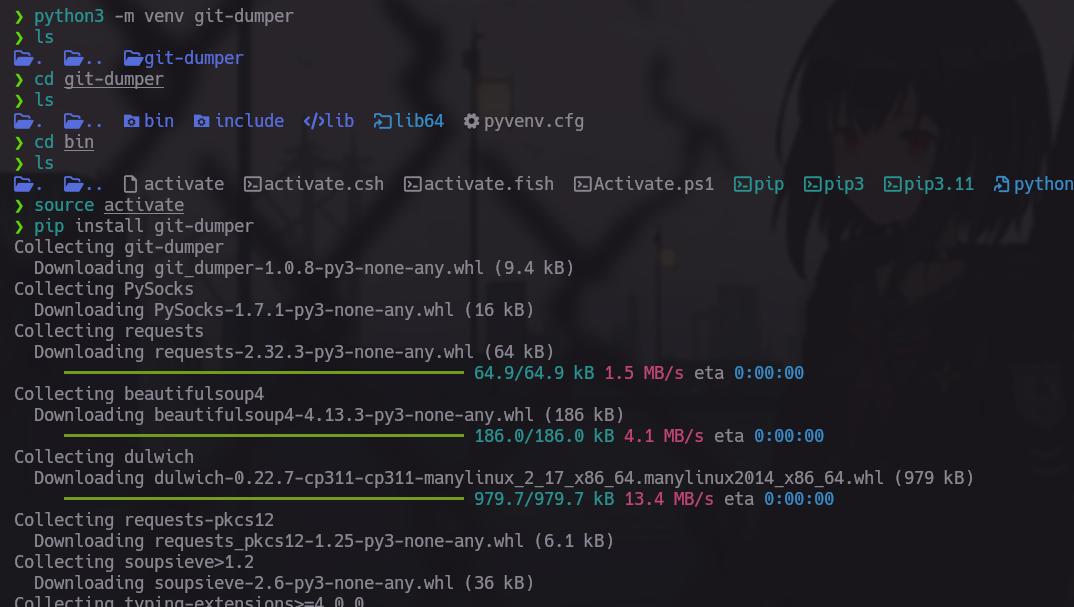 ❯ python3 -m venv git-dumper
❯ ls
. .. git-dumper
❯ cd git-dumper
❯ ls
. .. bin include lib lib64 pyvenv.cfg
❯ cd bin
❯ ls
. .. activate activate.csh activate.fish Activate.ps1 pip pip3 pip3.11 python
❯ source activate
❯ pip install git-dumper
Collecting git-dumper
Downloading git_dumper-1.0.8-py3-none-any.whl (9.4 kB)
Collecting PySocks
Downloading PySocks-1.7.1-py3-none-any.whl (16 kB)
Collecting requests
Downloading requests-2.32.3-py3-none-any.whl (64 kB)
64.9/64.9 kB 1.5 MB/s eta 0:00:00
Collecting beautifulsoup4
Downloading beautifulsoup4-4.13.3-py3-none-any.whl (186 kB)
186.0/186.0 kB 4.1 MB/s eta 0:00:00
Collecting dulwich
Downloading dulwich-0.22.7-cp311-cp311-manylinux_2_17_x86_64.manylinux2014_x86_64.whl (979 kB)
979.7/979.7 kB 13.4 MB/s eta 0:00:00
Collecting requests-pkcs12
Downloading requests_pkcs12-1.25-py3-none-any.whl (6.1 kB)
Collecting soupsieve>1.2
Downloading soupsieve-2.6-py3-none-any.whl (36 kB)
Collecting typing-extensions>=4.0.0